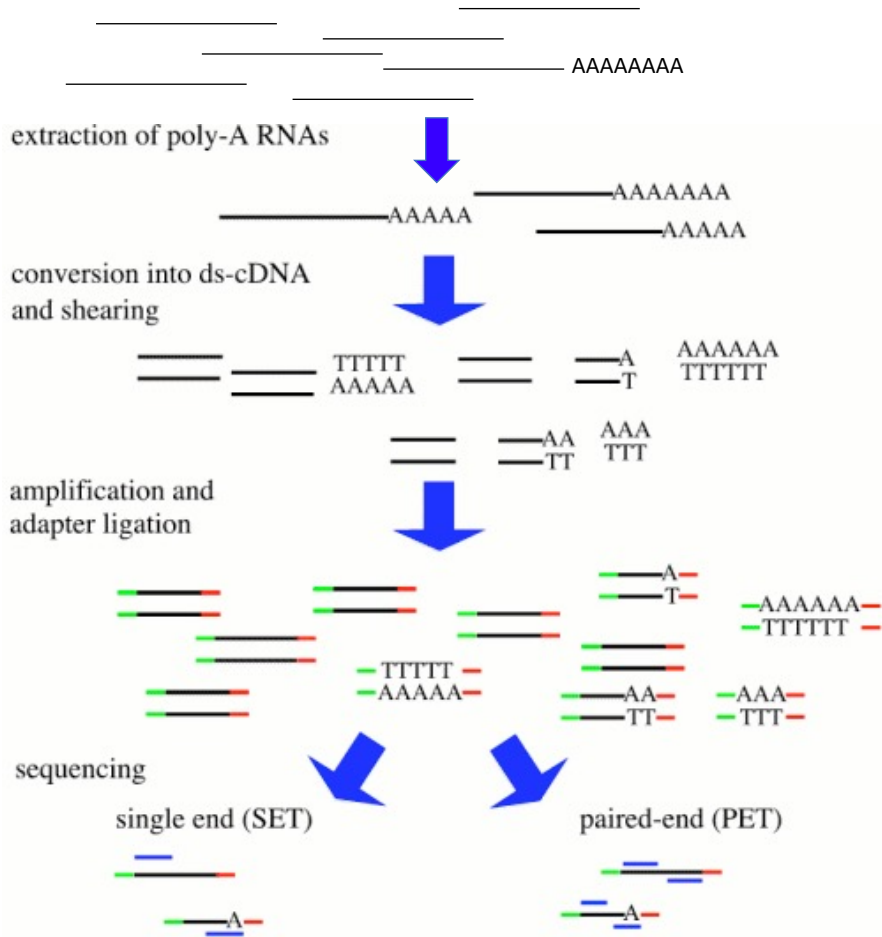 AAAAAAAA
extraction of poly-A RNAs
AAAAAAA
AAAAA
AAAAA
conversion into ds-cDNA
and shearing
TTTTT
AAAAA
A
T
AAAAAA
TTTTTT
AA
TT
AAA
TTT
amplification and
adapter ligation
A
T
AAAAAA
TTTTTT
TTTTT
AAAAA
AA
TT
AAA
TTT
sequencing
single end (SET)
paired-end (PET)
A
A